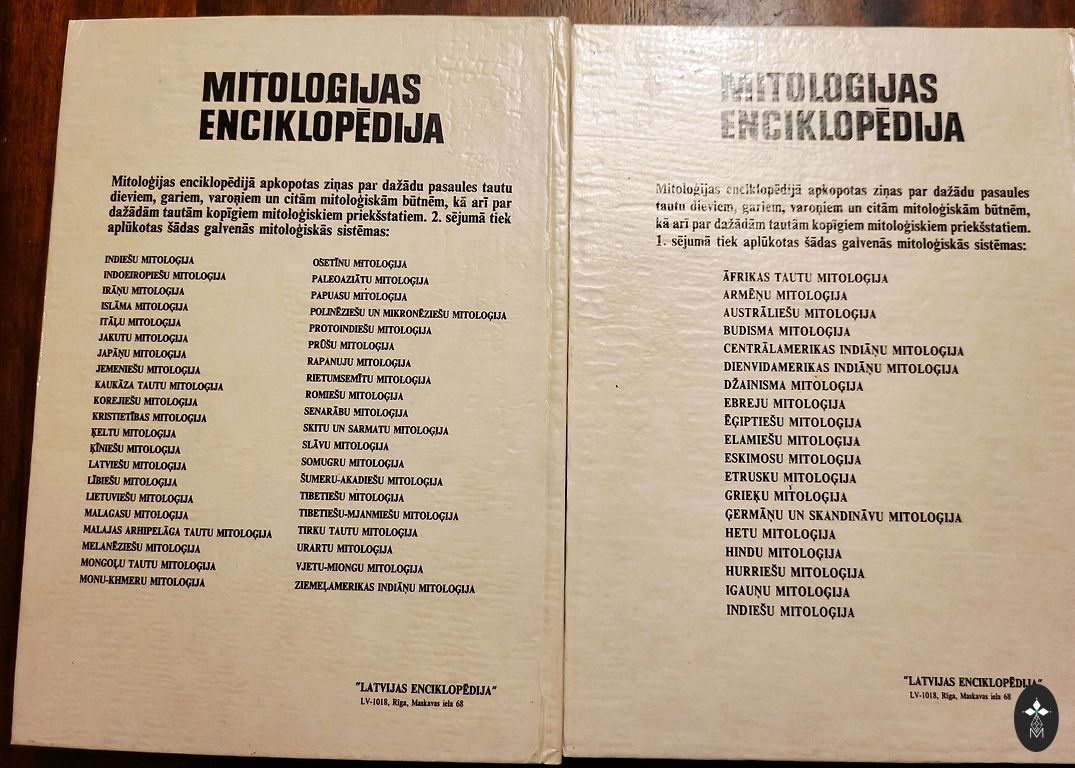 MITOLOĢIJAS
ENCIKLOPĒDIJA
Mitoloģijas enciklopēdijā apkopotas ziņas par dažādu pasaules tautu
dieviem, gariem, varoņiem un citām mitoloģiskām būtnēm, kā arī par
dažādām tautām kopīgiem mitoloģiskiem priekšstatiem. 2. sējumā tiek
aplūkotas šādas galvenās mitoloģiskās sistēmas:
INDIEŠU MITOLOĢIJA
INDOEIROPIEŠU MITOLOĢIJA
IRĀŅU MITOLOĢIJA
ISLĀMA MITOLOĢIJA
ITĀĻU MITOLOĢIJA
JAKUTU MITOLOĢIJA
JAPĀŅU MITOLOĢIJA
JEMENIEŠU MITOLOĢIJA
KAUKĀZA TAUTU MITOLOĢIJA
KOREJIEŠU MITOLOĢIJA
KRISTIETĪBAS MITOLOĢIJA
ĶELTU MITOLOĢIJA
ĶĪNIEŠU MITOLOĢIJA
LATVIEŠU MITOLOĢIJA
LĪBIEŠU MITOLOĢIJA
LIETUVIEŠU MITOLOĢIJA
MALAGASU MITOLOĢIJA
MALAJAS ARHIPELĀGA TAUTU MITOLOĢIJA
MELANĒZIEŠU MITOLOĢIJA
MONGOĻU TAUTU MITOLOĢIJA
MONU-KHMERU MITOLOĢIJA
OSETĪNU MITOLOĢIJA
PALEOAZIĀTU MITOLOĢIJA
PAPUASU MITOLOĢIJA
POLINĒZIEŠU UN MIKRONĒZIEŠU MITOLOĢIJA
PROTOINDIEŠU MITOLOĢIJA
PRŪŠU MITOLOĢIJA
RAPANUJU MITOLOĢIJA
RIETUMSEMĪTU MITOLOĢIJA
ROMIEŠU MITOLOĢIJA
SENARĀBU MITOLOĢIJA
SKITU UN SARMATU MITOLOĢIJA
SLĀVU MITOLOĢIJA
SOMUGRU MITOLOĢIJA
ŠUMERU-AKADIEŠU MITOLOĢIJA
TIBETIEŠU MITOLOĢIJA
TIBETIEŠU-MJANMIEŠU MITOLOĢIJA
TIRKU TAUTU MITOLOĢIJA
URARTU MITOLOĢIJA
VJETU-MIONGU MITOLOĢIJA
ZIEMEĻAMERIKAS INDIĀŅU MITOLOĢIJA
"LATVIJAS ENCIKLOPĒDIJA"
LV-1018, Rīga, Maskavas iela 68
MITOLOĢIJAS
ENCIKLOPĒDIJA
Mitoloģijas enciklopēdijā apkopotas ziņas par dažādu pasaules
tautu dieviem, gariem, varoņiem un citām mitoloģiskām būtnēm,
kā arī par dažādām tautām kopīgiem mitoloģiskiem priekšstatiem.
1. sējumā tiek aplūkotas šādas galvenās mitoloģiskās sistēmas:
ĀFRIKAS TAUTU MITOLOĢIJA
ARMĒŅU MITOLOĢIJA
AUSTRĀLIEŠU MITOLOĢIJA
BUDISMA MITOLOĢIJA
CENTRĀLAMERIKAS INDIĀŅU MITOLOĢIJA
DIENVIDAMERIKAS INDIĀŅU MITOLOĢIJA
DŽAINISMA MITOLOĢIJA
EBREJU MITOLOĢIJA
ĒĢIPTIEŠU MITOLOĢIJA
ELAMIEŠU MITOLOĢIJA
ESKIMOSU MITOLOĢIJA
ETRUSKU MITOLOĢIJA
GRIEĶU MITOLOĢIJA
ĢERMĀŅU UN SKANDINĀVU MITOLOĢIJA
HETU MITOLOĢIJA
HINDU MITOLOĢIJA
HURRIEŠU MITOLOĢIJA
IGAUŅU MITOLOĢIJA
INDIEŠU MITOLOĢIJA
"LATVIJAS ENCIKLOPĒDIJA"
LV-1018, Rīga, Maskavas iela 68